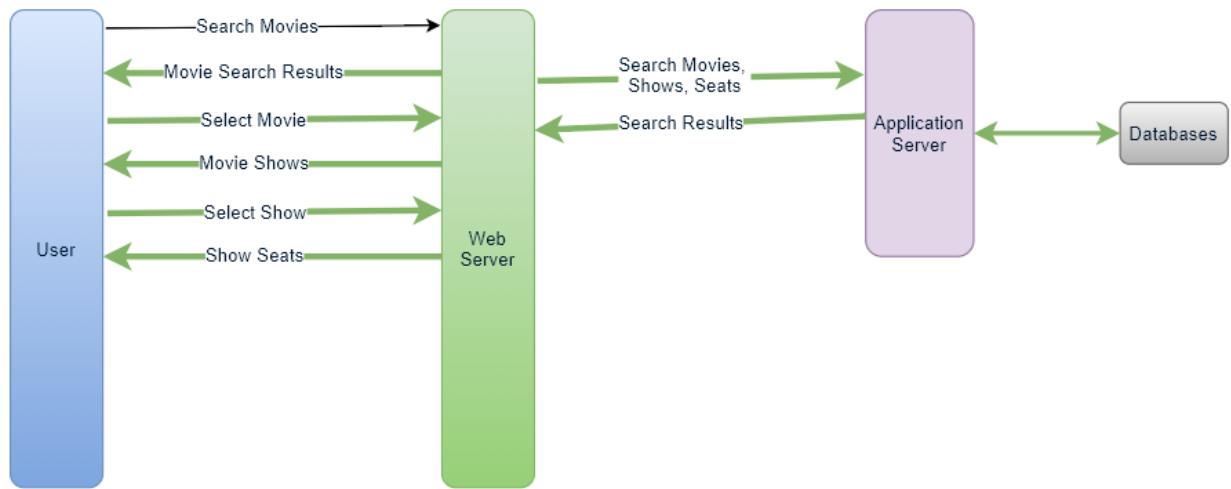 Search Movies
Movie Search Results
Select Movie
Movie Shows
Select Show
Show Seats
User
Web
Server
Search Movies,
Shows, Seats
Search Results
Application
Server
Databases